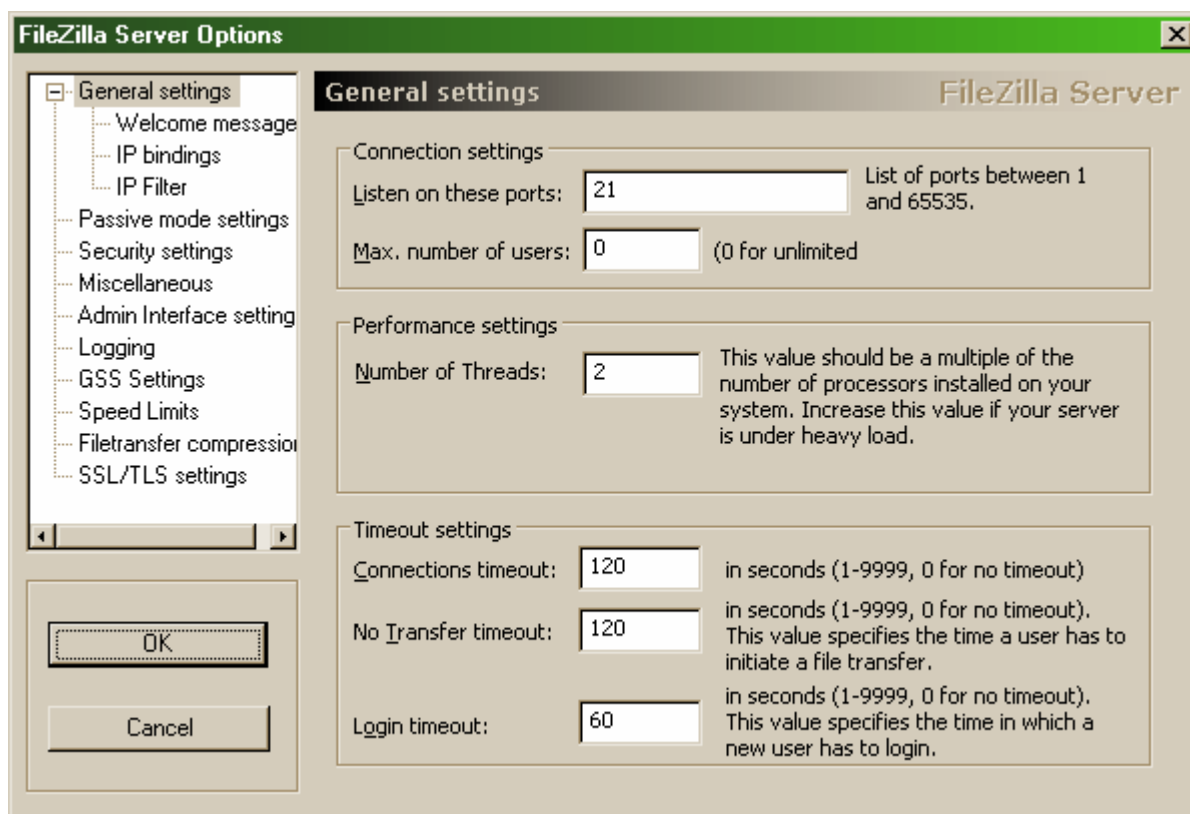 FileZilla Server Options
General settings
Welcome message
IP bindings
IP Filter
Passive mode settings
Security settings
Miscellaneous
Admin Interface setting
Logging
GSS Settings
Speed Limits
Filetransfer compression
SSL/TLS settings
OK
Cancel
General settings
FileZilla Server
Connection settings
Listen on these ports: 21
List of ports between 1
and 65535.
Max. number of users: 0 (0 for unlimited
Performance settings
Number of Threads: 2
This value should be a multiple of the
number of processors installed on your
system. Increase this value if your server
is under heavy load.
Timeout settings
Connections timeout: 120 in seconds (1-9999, 0 for no timeout)
No Transfer timeout: 120
in seconds (1-9999, 0 for no timeout).
This value specifies the time a user has to
initiate a file transfer.
Login timeout: 60
in seconds (1-9999, 0 for no timeout).
This value specifies the time in which a
new user has to login.